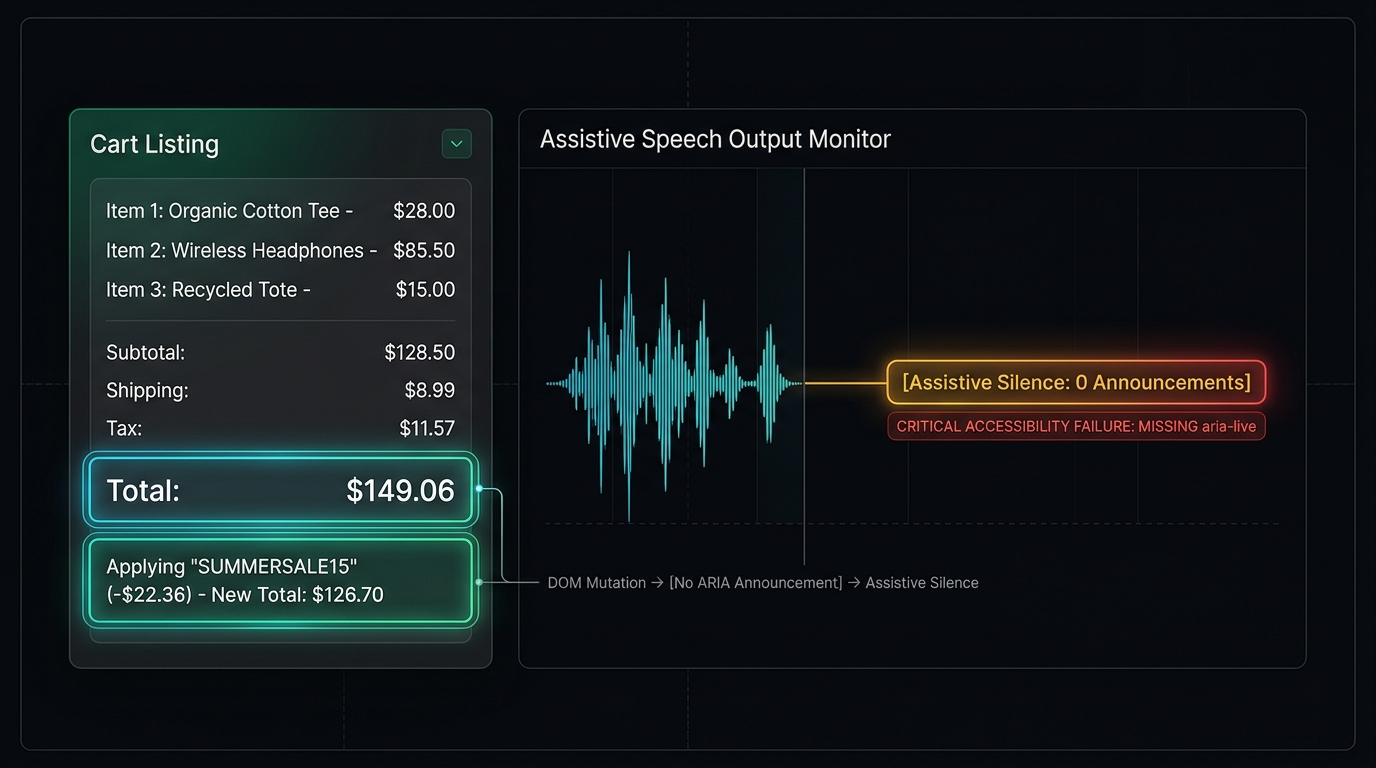 Cart Listing
Item 1: Organic Cotton Tee - $28.00
Item 2: Wireless Headphones - $85.50
Item 3: Recycled Tote - $15.00
Subtotal: $128.50
Shipping: $8.99
Tax: $11.57
Total: $149.06
Applying "SUMMERSALE15"
(-$22.36) - New Total: $126.70
Assistive Speech Output Monitor
[Assistive Silence: 0 Announcements]
CRITICAL ACCESSIBILITY FAILURE: MISSING aria-live
DOM Mutation → [No ARIA Announcement] → Assistive Silence